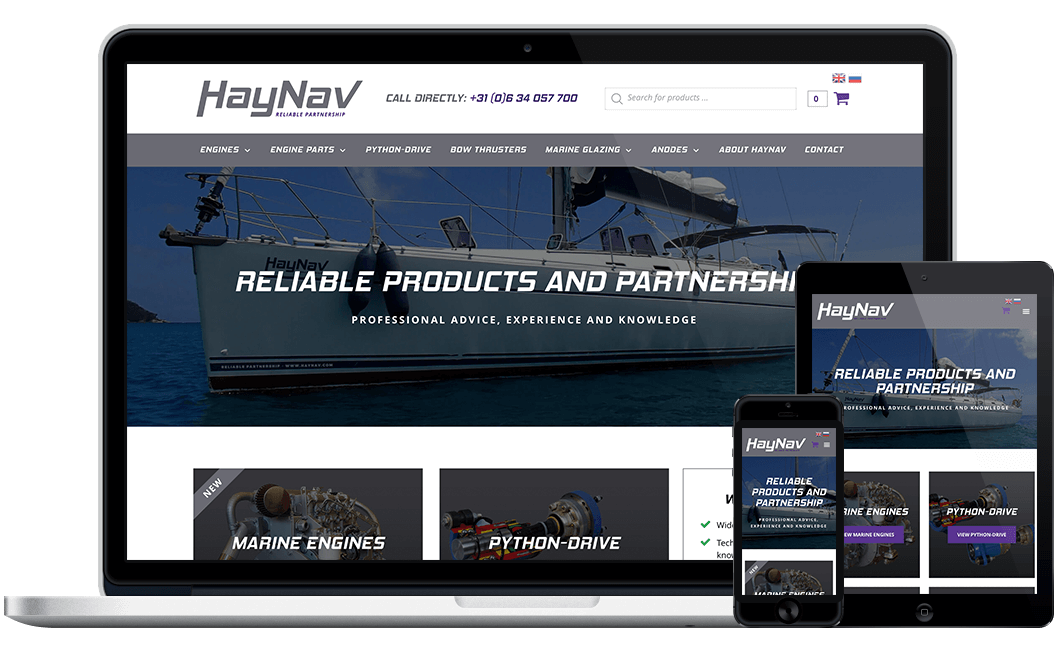 HayNav
RELIABLE PARTNERSHIP
CALL DIRECTLY: +31 (0)6 34 057 700
Search for products ...
0
ENGINES
ENGINE PARTS
PYTHON-DRIVE
BOW THRUSTERS
MARINE GLAZING
ANODES
ABOUT HAYNAV
CONTACT
HayNav
RELIABLE PRODUCTS AND PARTNERSHI
PROFESSIONAL ADVICE, EXPERIENCE AND KNOWLEDGE
RELIABLE PARTNERSHIP - WWW.HAYNAV.COM
NEW
MARINE ENGINES
PYTHON-DRIVE
W
Wide
Tech
know
HayNav
RELIABLE PRODUCTS AND
PARTNERSHIP
PROFESSIONAL ADVICE, EXPERIENCE AND KNOWLEDGE
RINE ENGINES
EW MARINE ENGINES
PYTHON-DRIVE
VIEW PYTHON-DRIVE
HayNav
RELIABLE
PRODUCTS AND
PARTNERSHIP
PROFESSIONAL ADVICE,
EXPERIENCE AND KNOWLEDGE
NEW
MARINE ENGINES